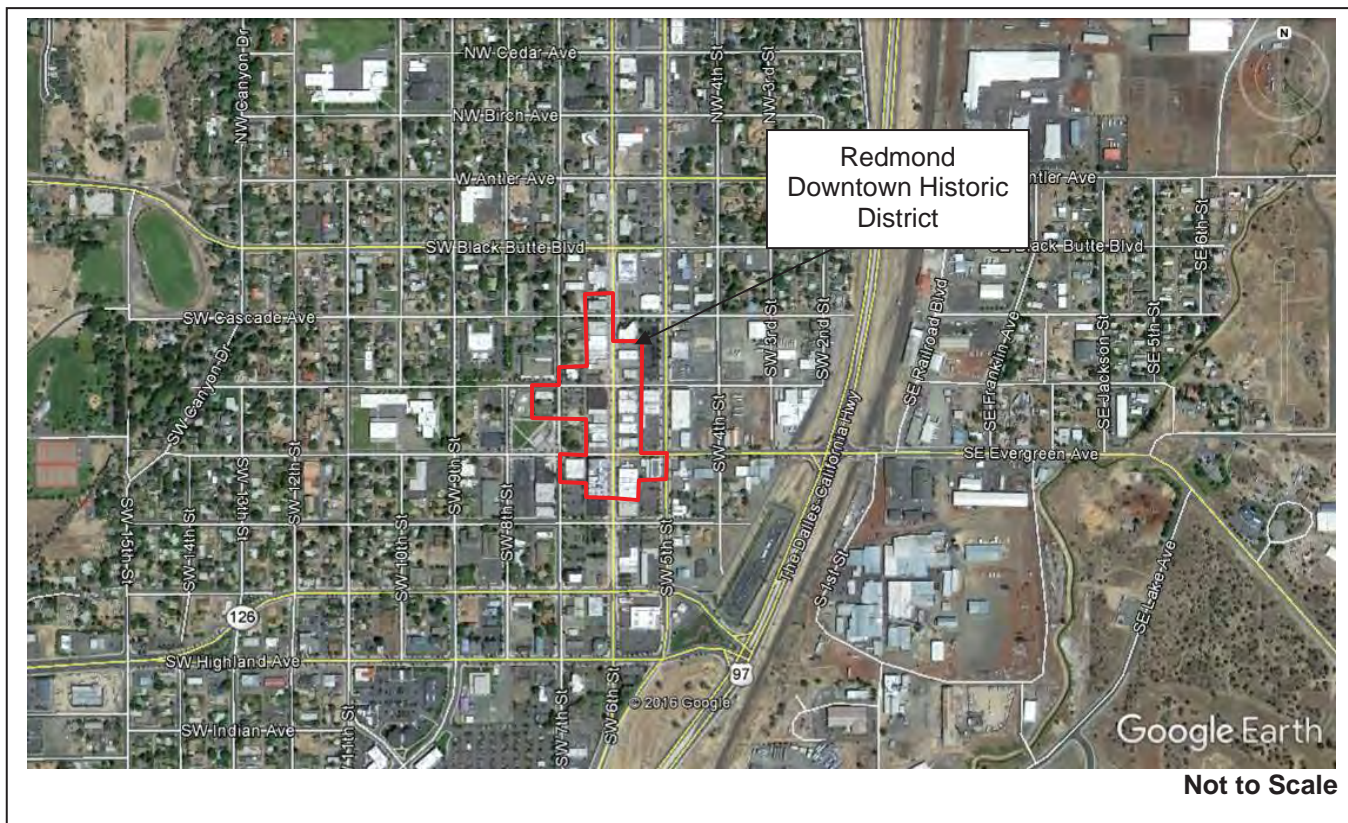 NW Cedar Ave
NW Canyon Dr
NW 4th St
NW 3rd St
N
NW Birch Ave
W Antler Ave
Redmond
Downtown Historic
District
ntler Ave
SW Black Butte Blvd
SE Black Butte Blvd
SE 6th St
SW Cascade Ave
SW 3rd St
SW 2nd St
SE Railroad Blvd
SE Franklin Ave
SE Jackson St
SE 5th St
SW Canyon Dr
SW 4th St
The Dalles California Hwy
SE Evergreen Ave
SW 15th St
SW 14th St
SW 13th St
SW 12th St
SW 10th St
SW 9th St
SW 8th St
SW 5th St
S 1st St
SE Lake Ave
126
SW Highland Ave
97
SW 7th St
SW 6th St
© 2016 Google
SW Indian Ave
11th St
Google Earth
Not to Scale